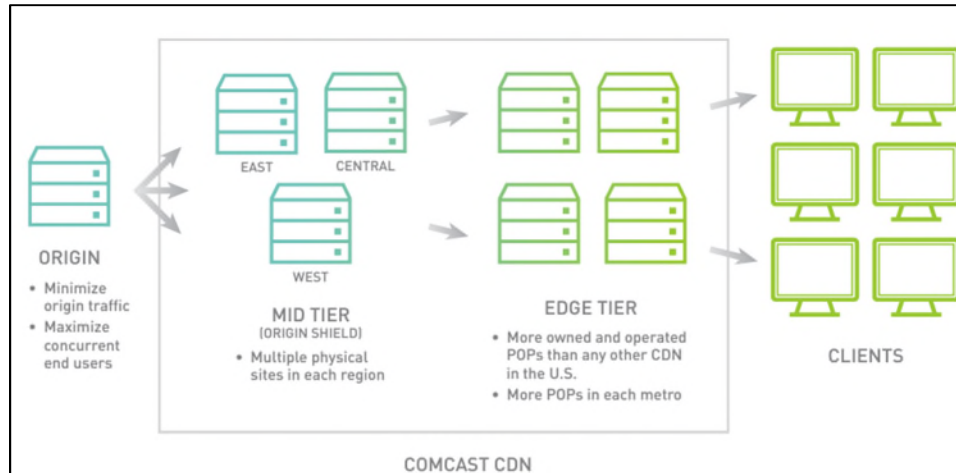 EAST
CENTRAL
WEST
ORIGIN
• Minimize
origin traffic
• Maximize
concurrent
end users
MID TIER
(ORIGIN SHIELD)
• Multiple physical
sites in each region
EDGE TIER
• More owned and operated
POPs than any other CDN
in the U.S.
• More POPs in each metro
CLIENTS
COMCAST CDN